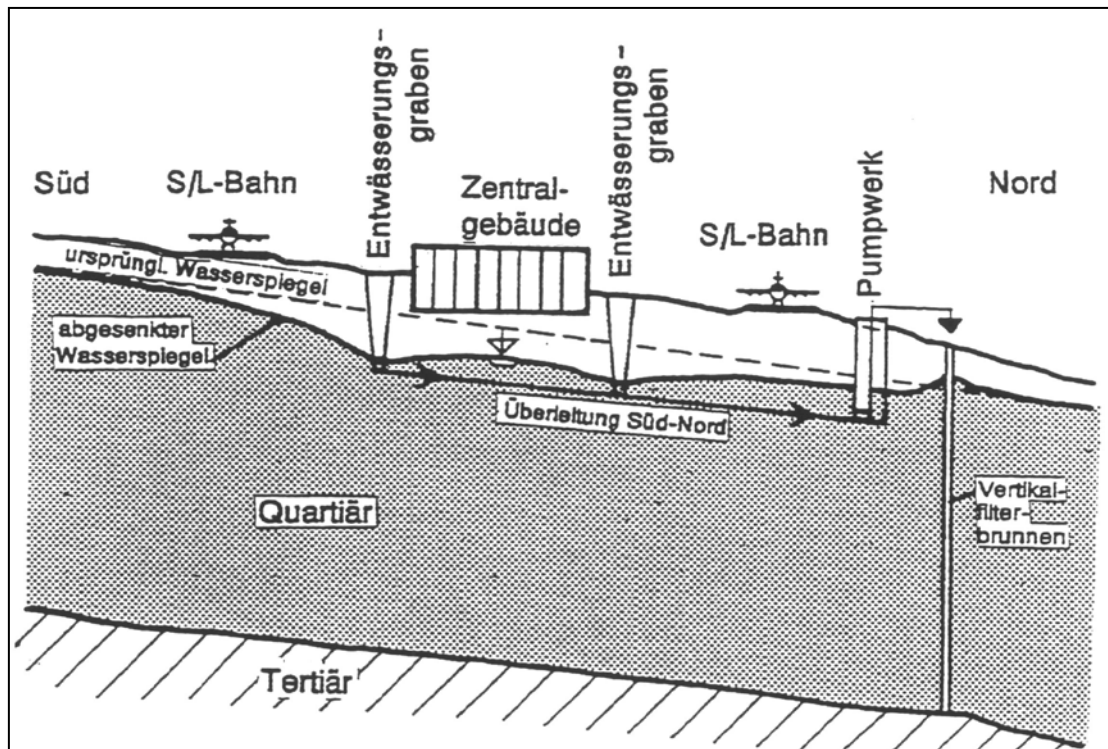 Süd
S/L-Bahn
Entwässerungs-
graben
Zentral-
gebäude
Entwässerungs-
graben
S/L-Bahn
Pumpwerk
Nord
ursprüngl. Wasserspiegel
abgesenkter
Wasserspiegel
Überleitung Süd-Nord
Quartiär
Vertikal-
filter-
brunnen
Tertiär